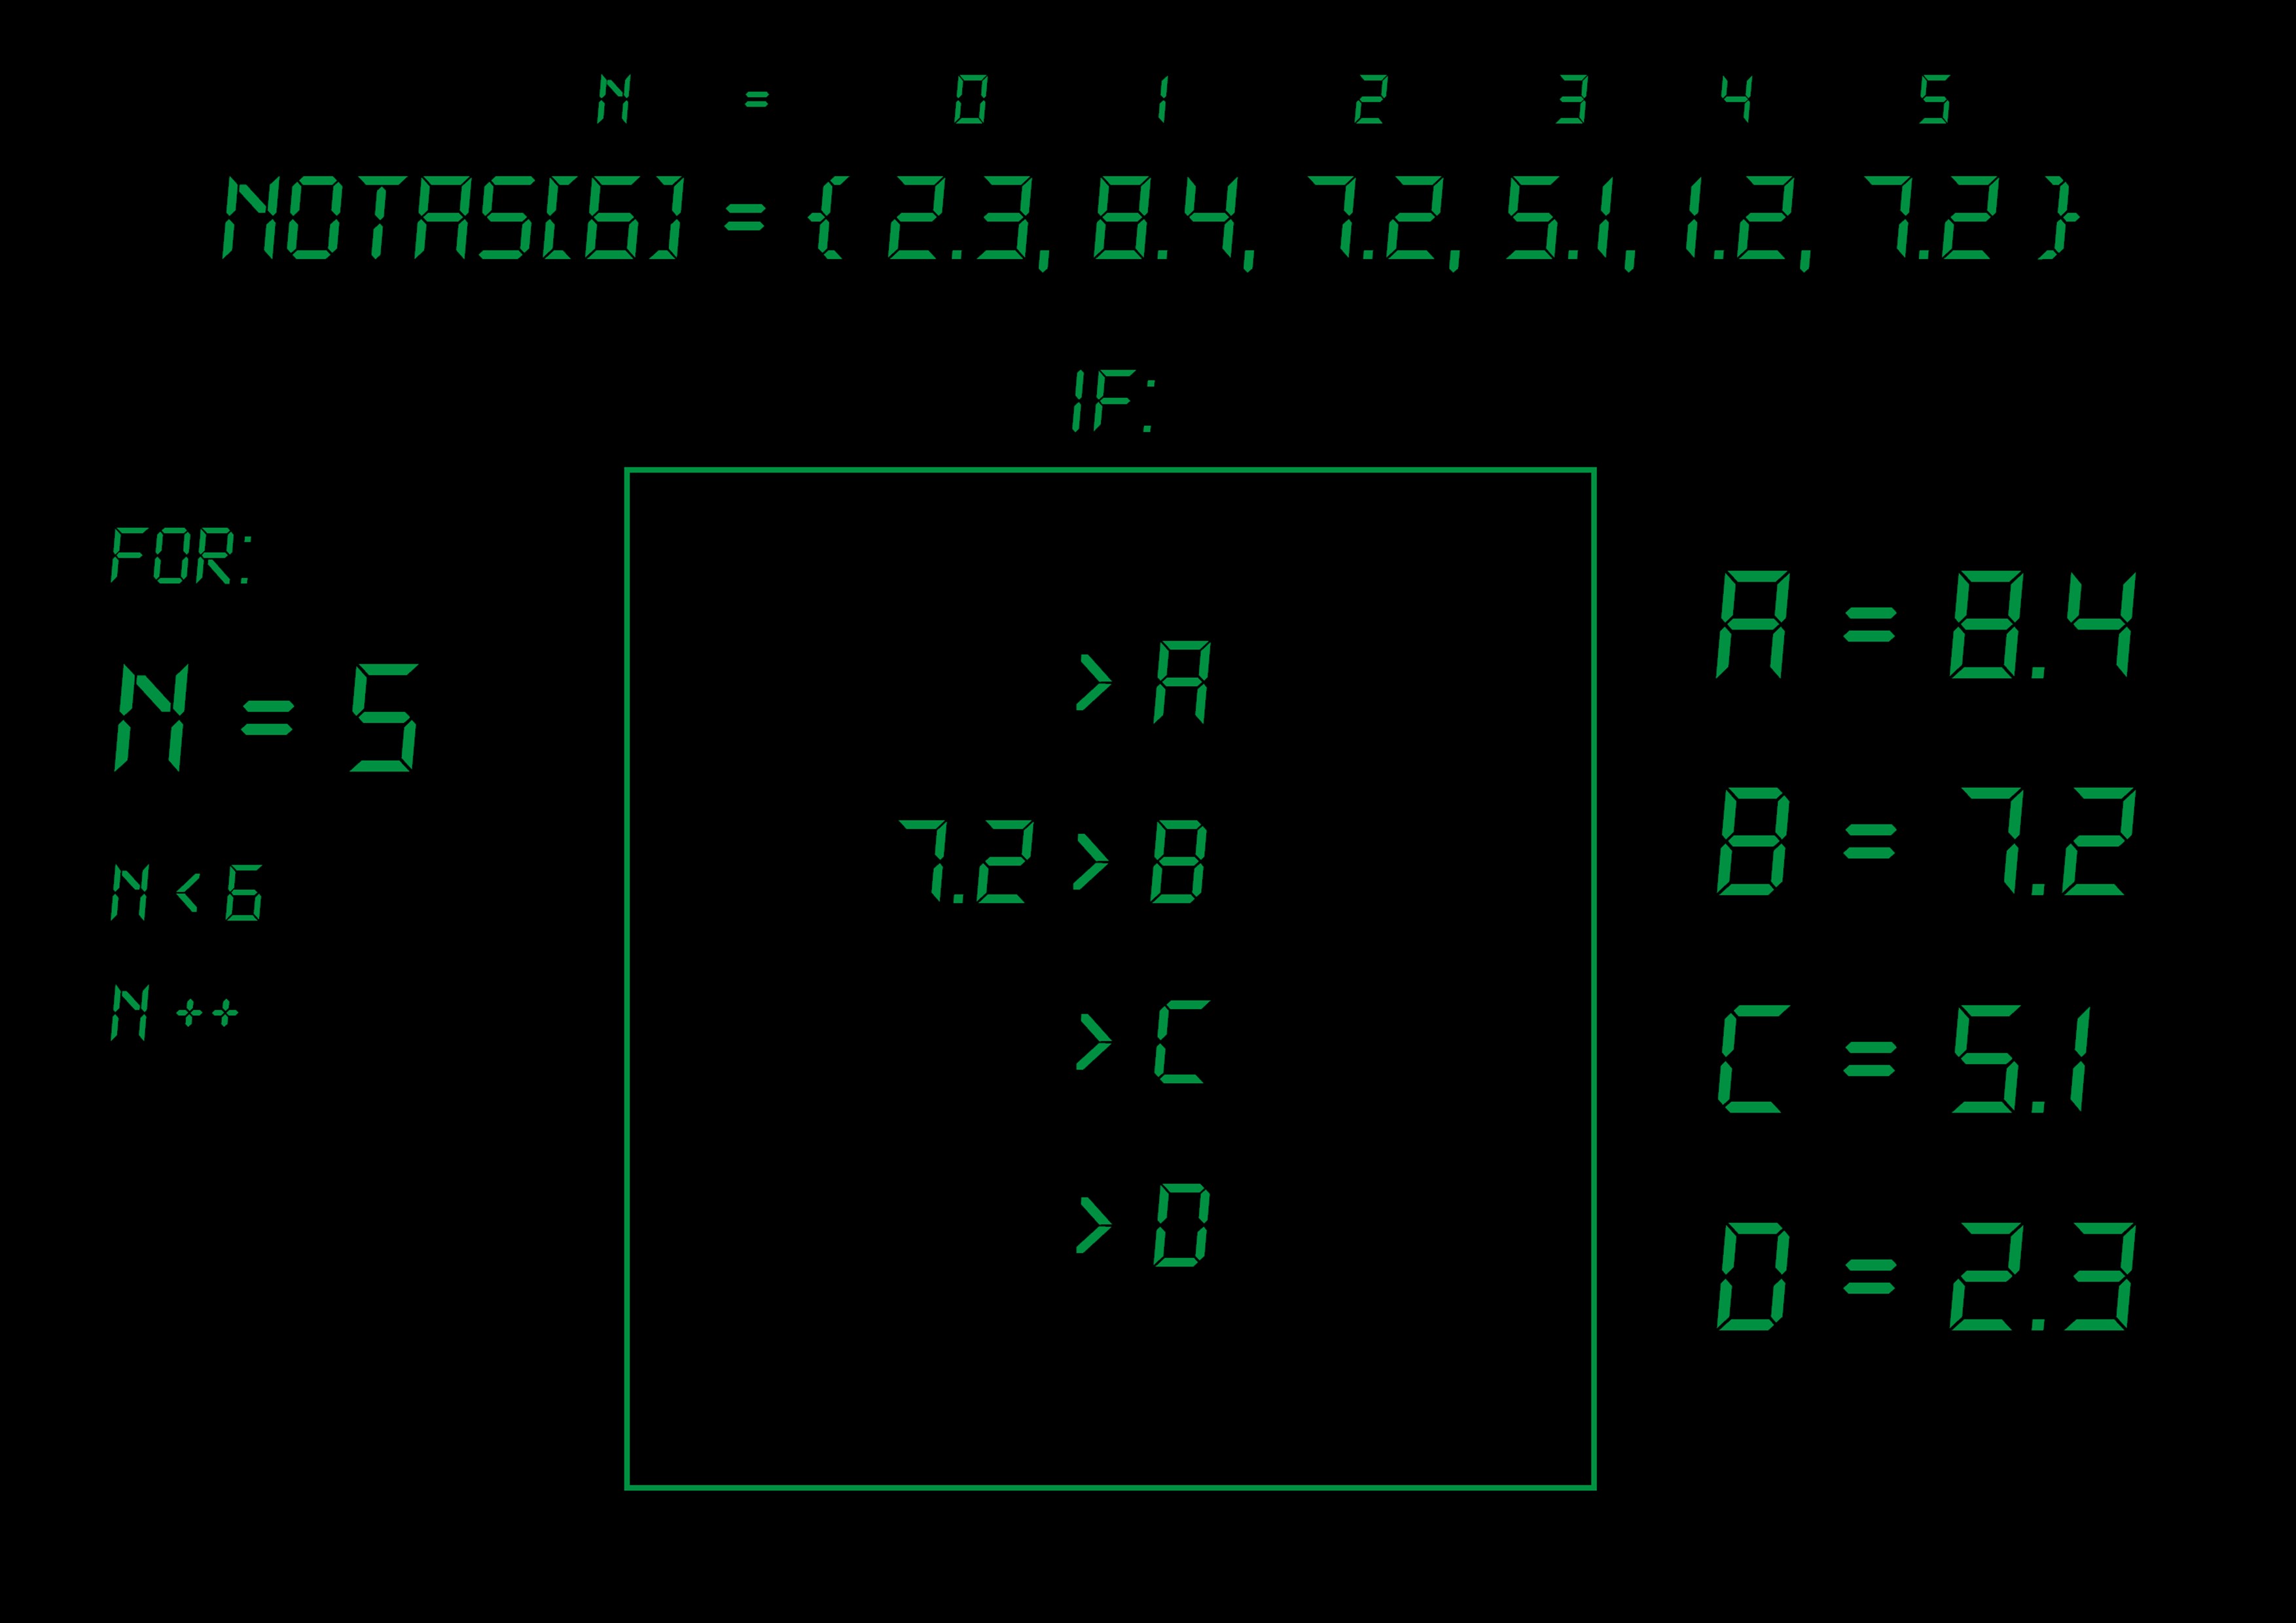 N = 0 1 2 3 4 5
NOTAS[6] = { 2.3, 8.4, 7.2, 5.1, 1.2, 7.2 }
IF:
FOR:
N = 5
N < 6
N ++
> A
7.2 > B
> C
> D
A = 8.4
B = 7.2
C = 5.1
D = 2.3